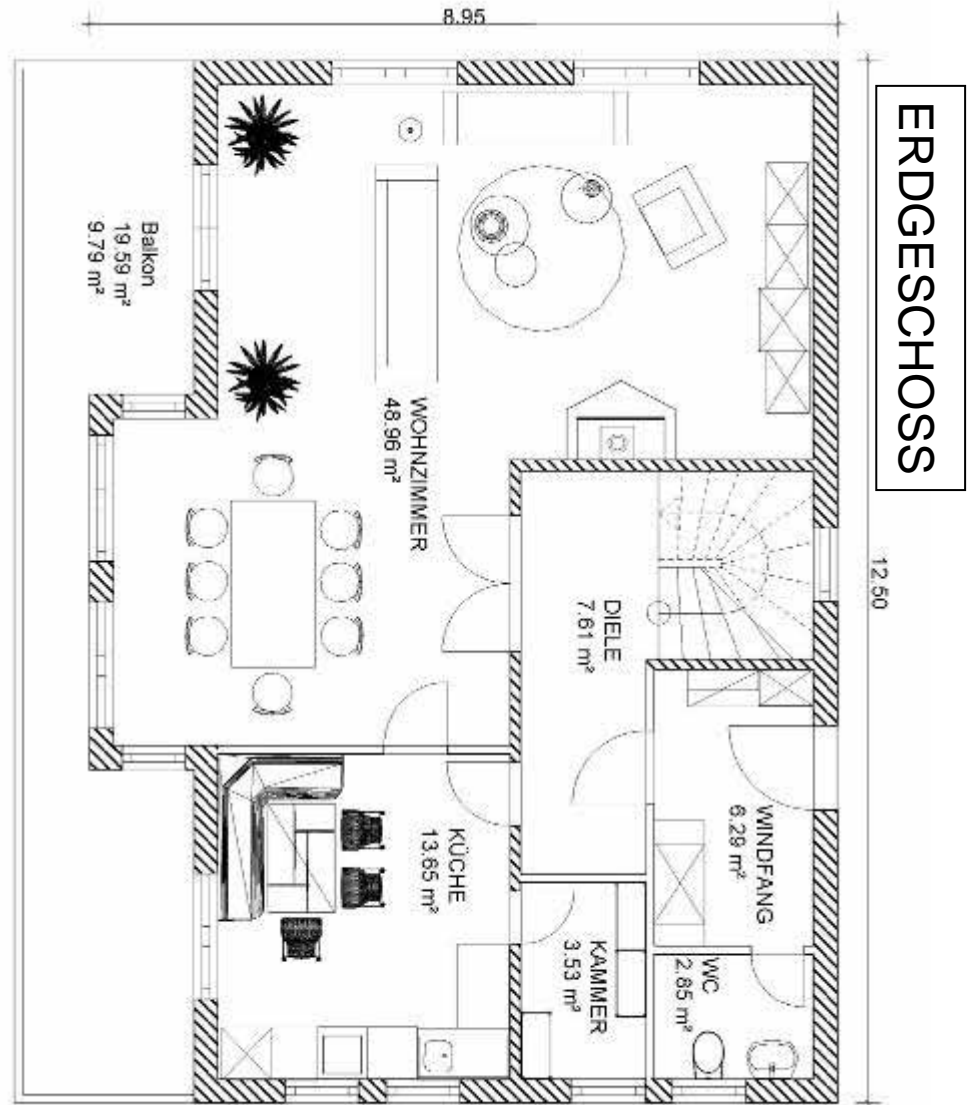 ERDGESCHOSS
8.95
12.50
Balkon
19.59 m²
9.79 m²
WOHNZIMMER
48.96 m²
DIELE
7.61 m²
WINDFANG
6.29 m²
KÜCHE
13.65 m²
KAMMER
3.53 m²
WC
2.85 m²